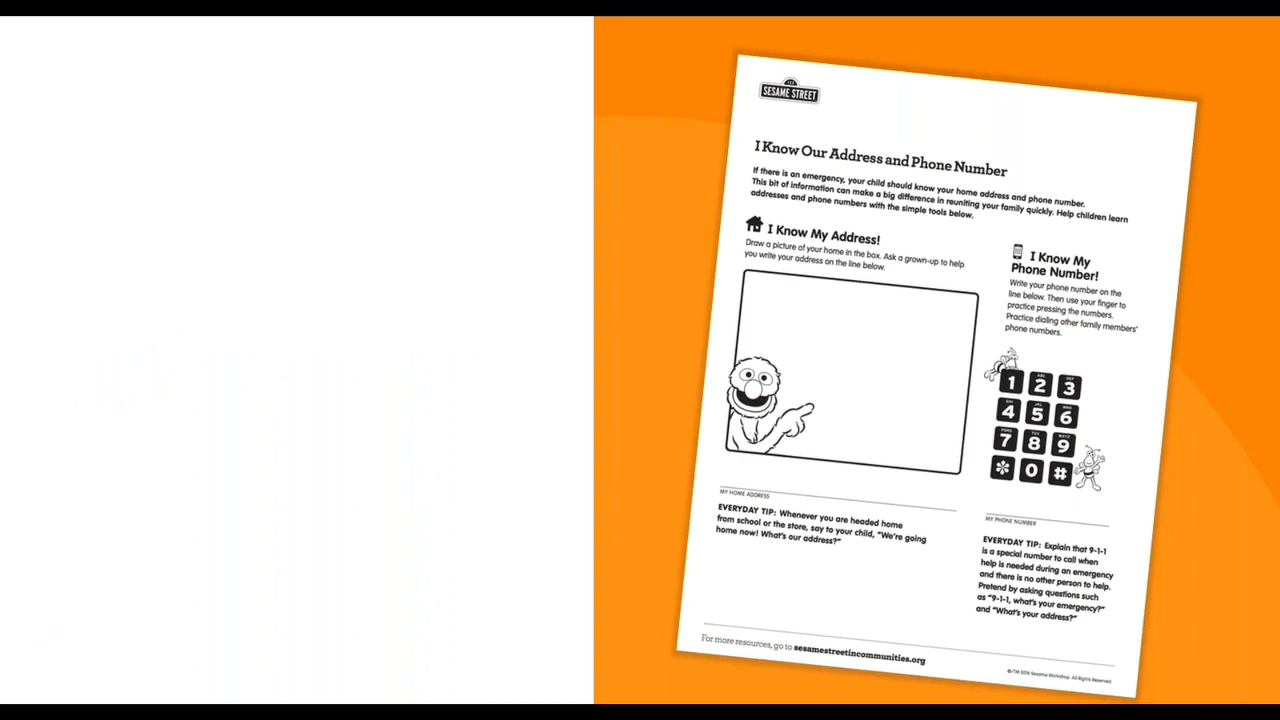 SESAME STREET
I Know Our Address and Phone Number
If there is an emergency, your child should know your home address and phone number.
This bit of information can make a big difference in reuniting your family quickly. Help children learn
addresses and phone numbers with the simple tools below.
I Know My Address!
Draw a picture of your home in the box. Ask a grown-up to help
you write your address on the line below.
MY HOME ADDRESS
EVERYDAY TIP: Whenever you are headed home
from school or the store, say to your child, “We’re going
home now! What’s our address?”
I Know My
Phone Number!
Write your phone number on the
line below. Then use your finger to
practice pressing the numbers.
Practice dialing other family members’
phone numbers.
1 2 3
4 5 6
7 8 9
* 0 #
MY PHONE NUMBER
EVERYDAY TIP: Explain that 9-1-1
is a special number to call when
help is needed during an emergency
and there is no other person to help.
Pretend by asking questions such
as “9-1-1, what’s your emergency?”
and “What’s your address?”
For more resources, go to sesamestreetincommunities.org
©/TM 2018 Sesame Workshop. All Rights Reserved.